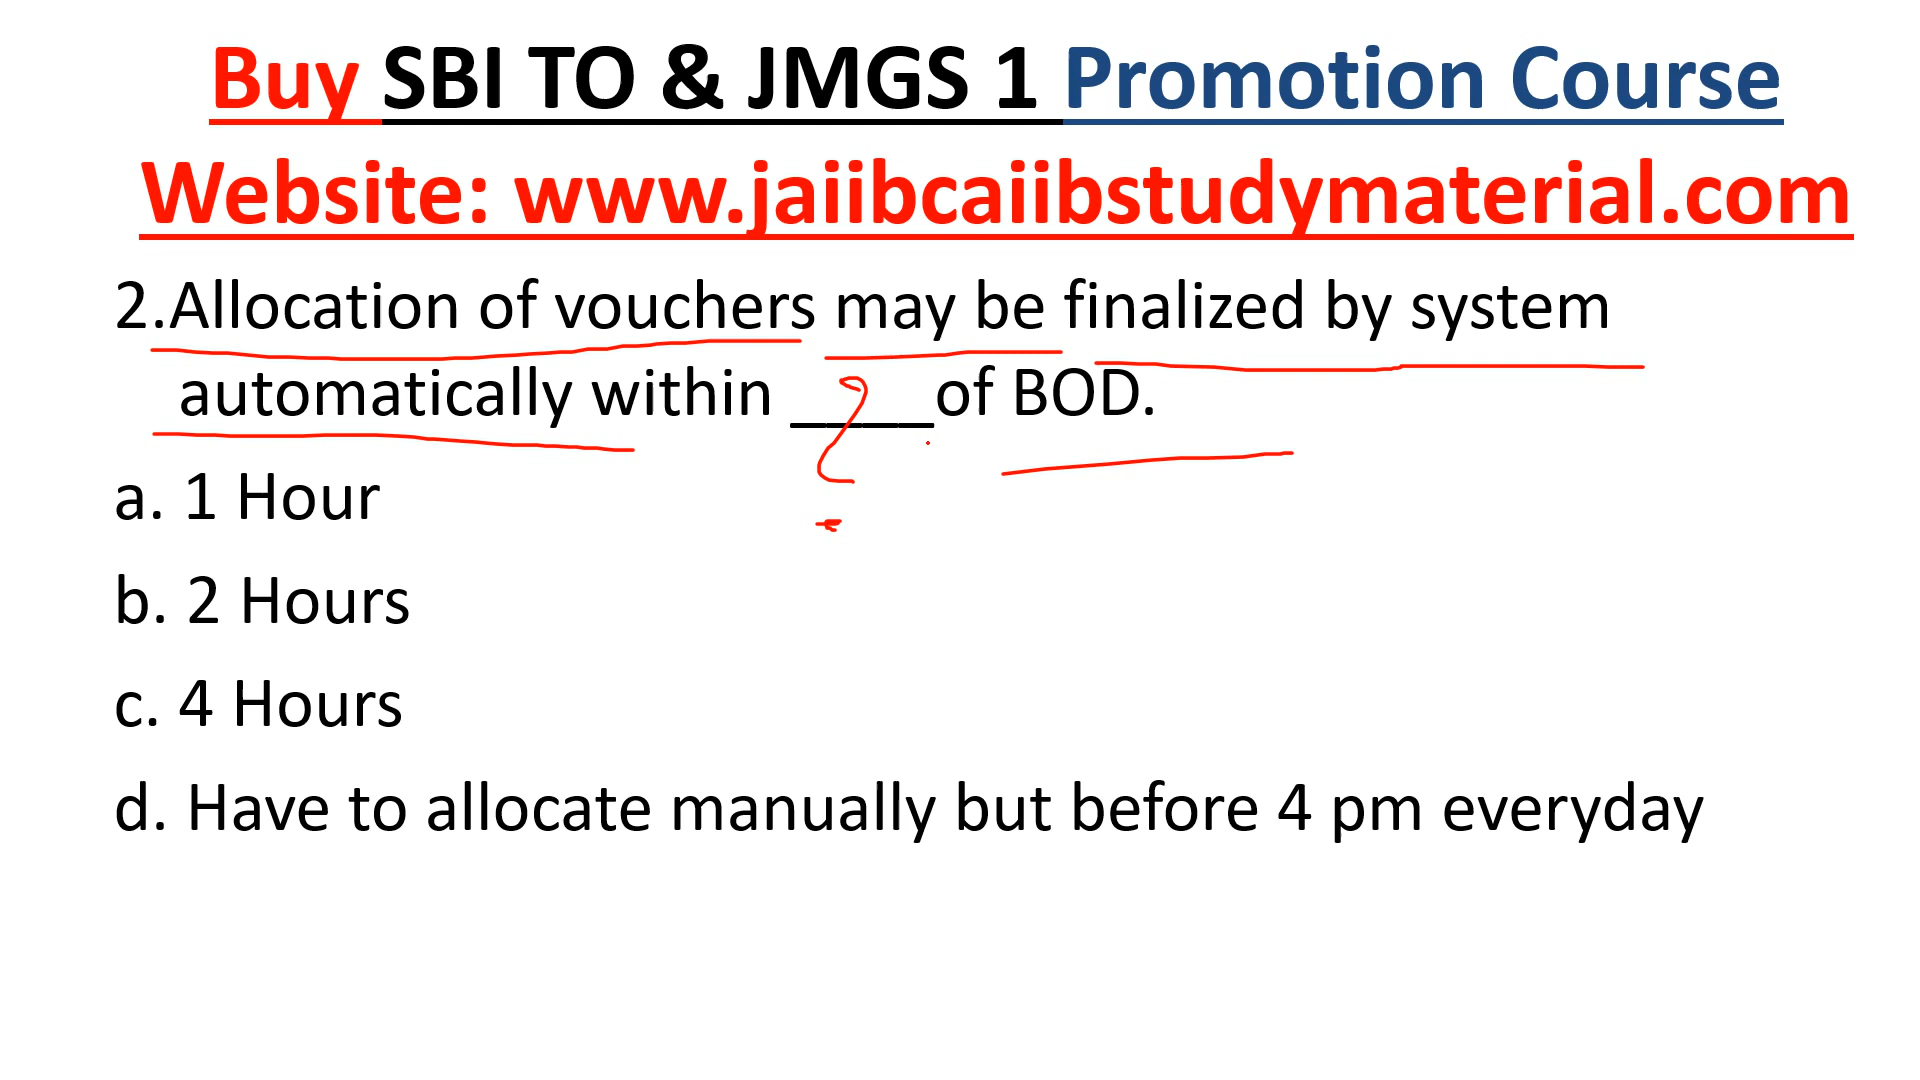 Buy SBI TO & JMGS 1 Promotion Course
Website: www.jaiibcaiibstudymaterial.com
2.Allocation of vouchers may be finalized by system
automatically within ____of BOD.
a. 1 Hour
b. 2 Hours
c. 4 Hours
d. Have to allocate manually but before 4 pm everyday